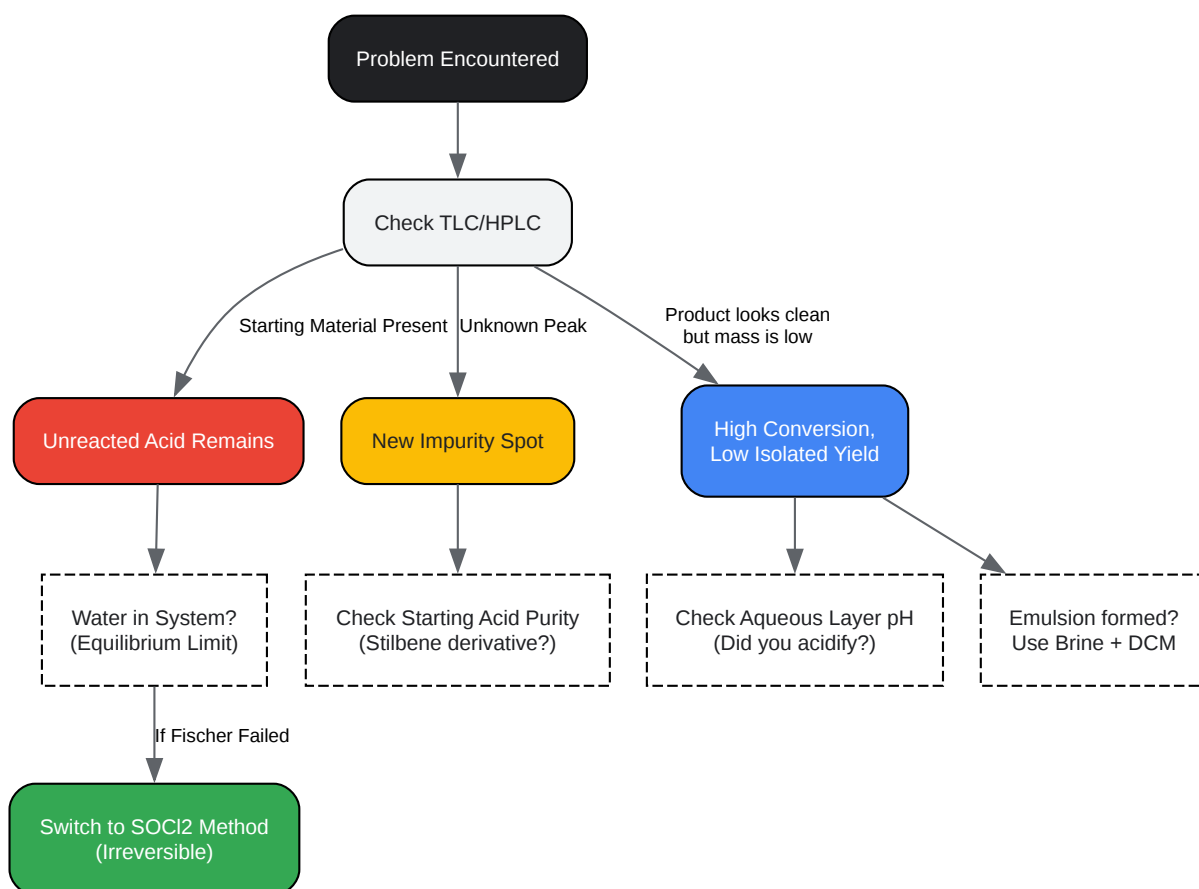 Problem Encountered
Check TLC/HPLC
Starting Material Present
Unknown Peak
Product looks clean
but mass is low
Unreacted Acid Remains
New Impurity Spot
High Conversion,
Low Isolated Yield
Water in System?
(Equilibrium Limit)
Check Starting Acid Purity
(Stilbene derivative?)
Check Aqueous Layer pH
(Did you acidify?)
Emulsion formed?
Use Brine + DCM
If Fischer Failed
Switch to SOCl2 Method
(Irreversible)